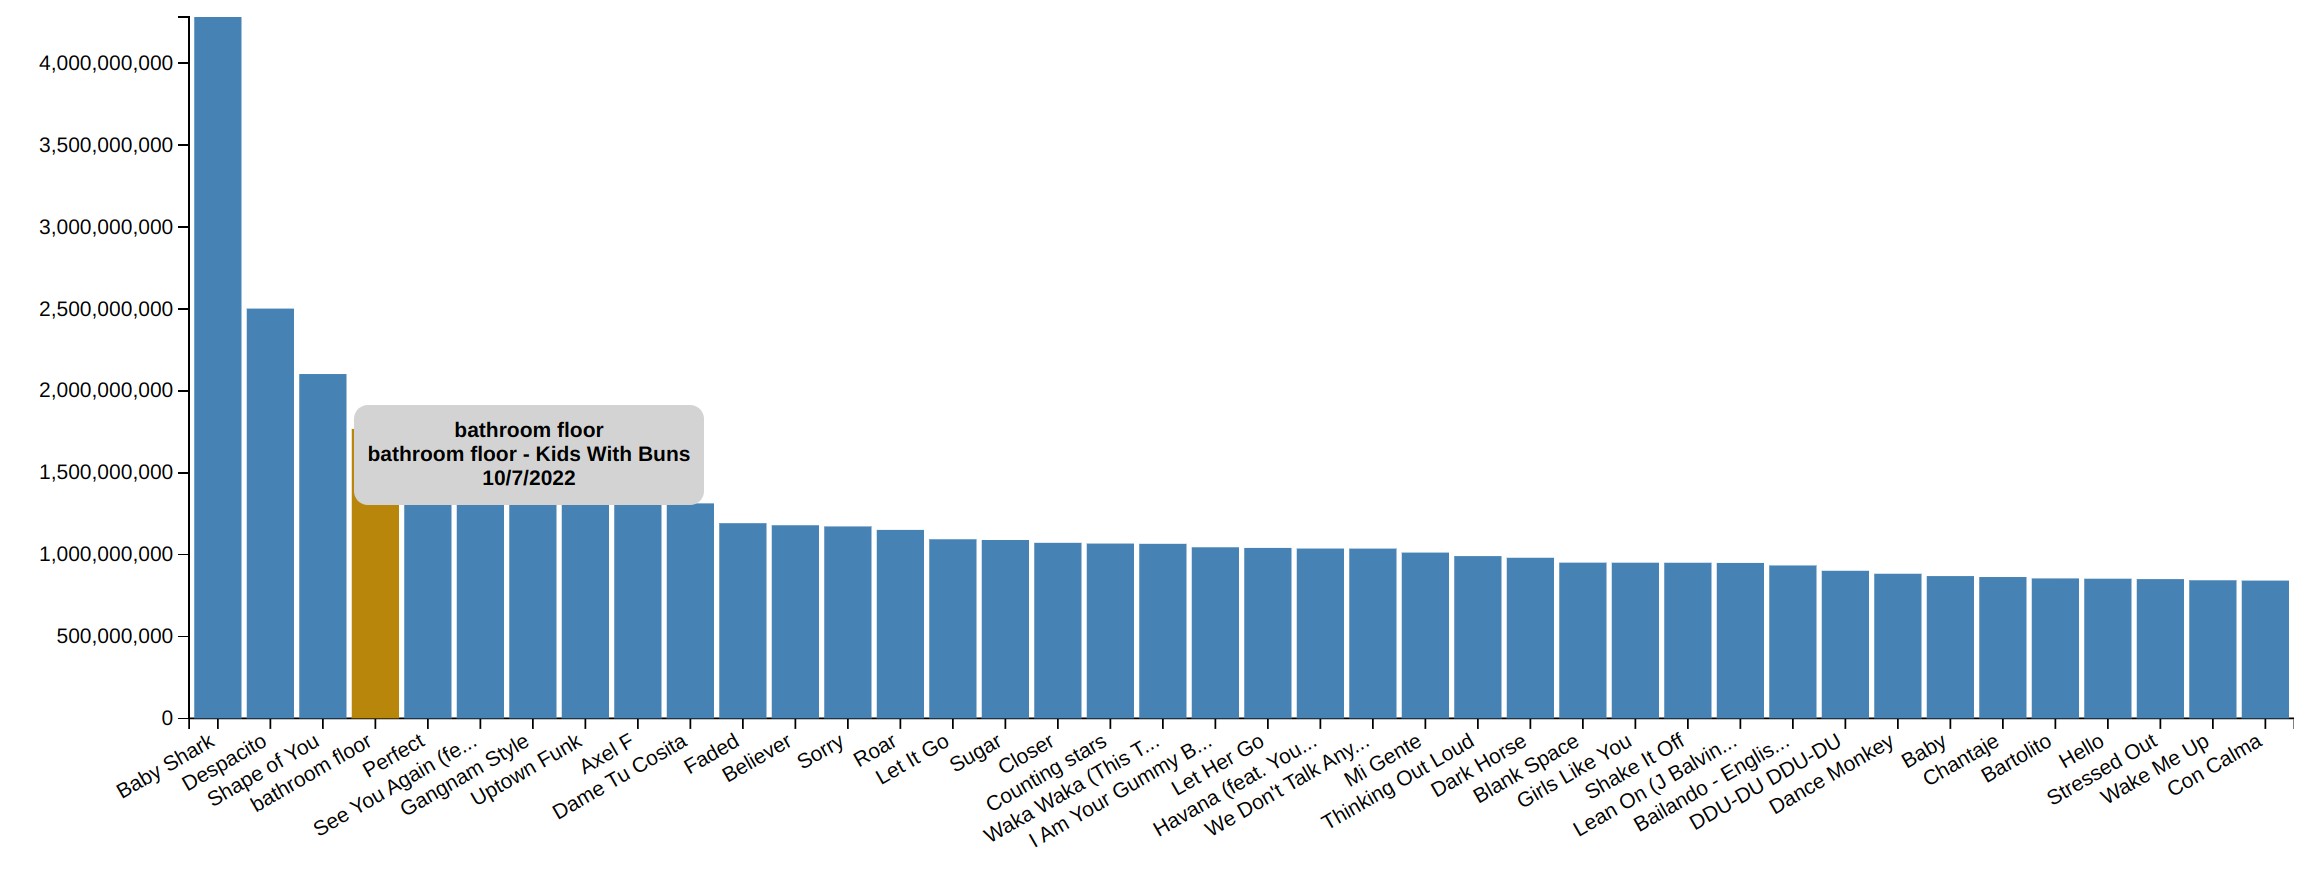 4,000,000,000
3,500,000,000
3,000,000,000
2,500,000,000
2,000,000,000
1,500,000,000
1,000,000,000
500,000,000
0
bathroom floor
bathroom floor - Kids With Buns
10/7/2022
Baby Shark
Despacito
Shape of You
bathroom floor
Perfect
See You Again (fe...
Gangnam Style
Uptown Funk
Axel F
Dame Tu Cosita
Faded
Believer
Sorry
Roar
Let It Go
Sugar
Closer
Counting stars
Waka Waka (This T...
I Am Your Gummy B...
Let Her Go
Havana (feat. You...
We Don't Talk Any...
Mi Gente
Thinking Out Loud
Dark Horse
Blank Space
Girls Like You
Shake It Off
Lean On (J Balvin...
Bailando - Englis...
DDU-DU DDU-DU
Dance Monkey
Baby
Chantaje
Bartolito
Hello
Stressed Out
Wake Me Up
Con Calma